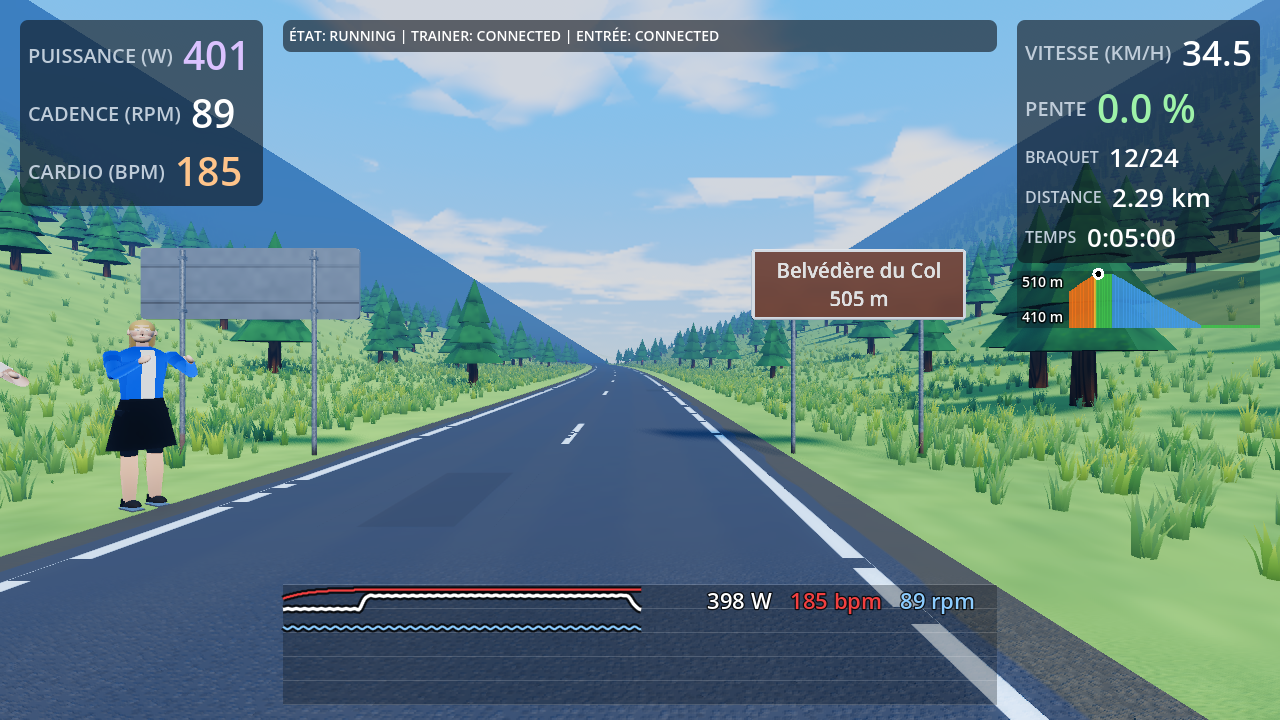 PUISSANCE (W) 401
CADENCE (RPM) 89
CARDIO (BPM) 185
ÉTAT: RUNNING | TRAINER: CONNECTED | ENTRÉE: CONNECTED
VITESSE (KM/H) 34.5
PENTE 0.0 %
BRAQUET 12/24
DISTANCE 2.29 km
TEMPS 0:05:00
510 m
410 m
Belvédère du Col
505 m
398 W 185 bpm 89 rpm